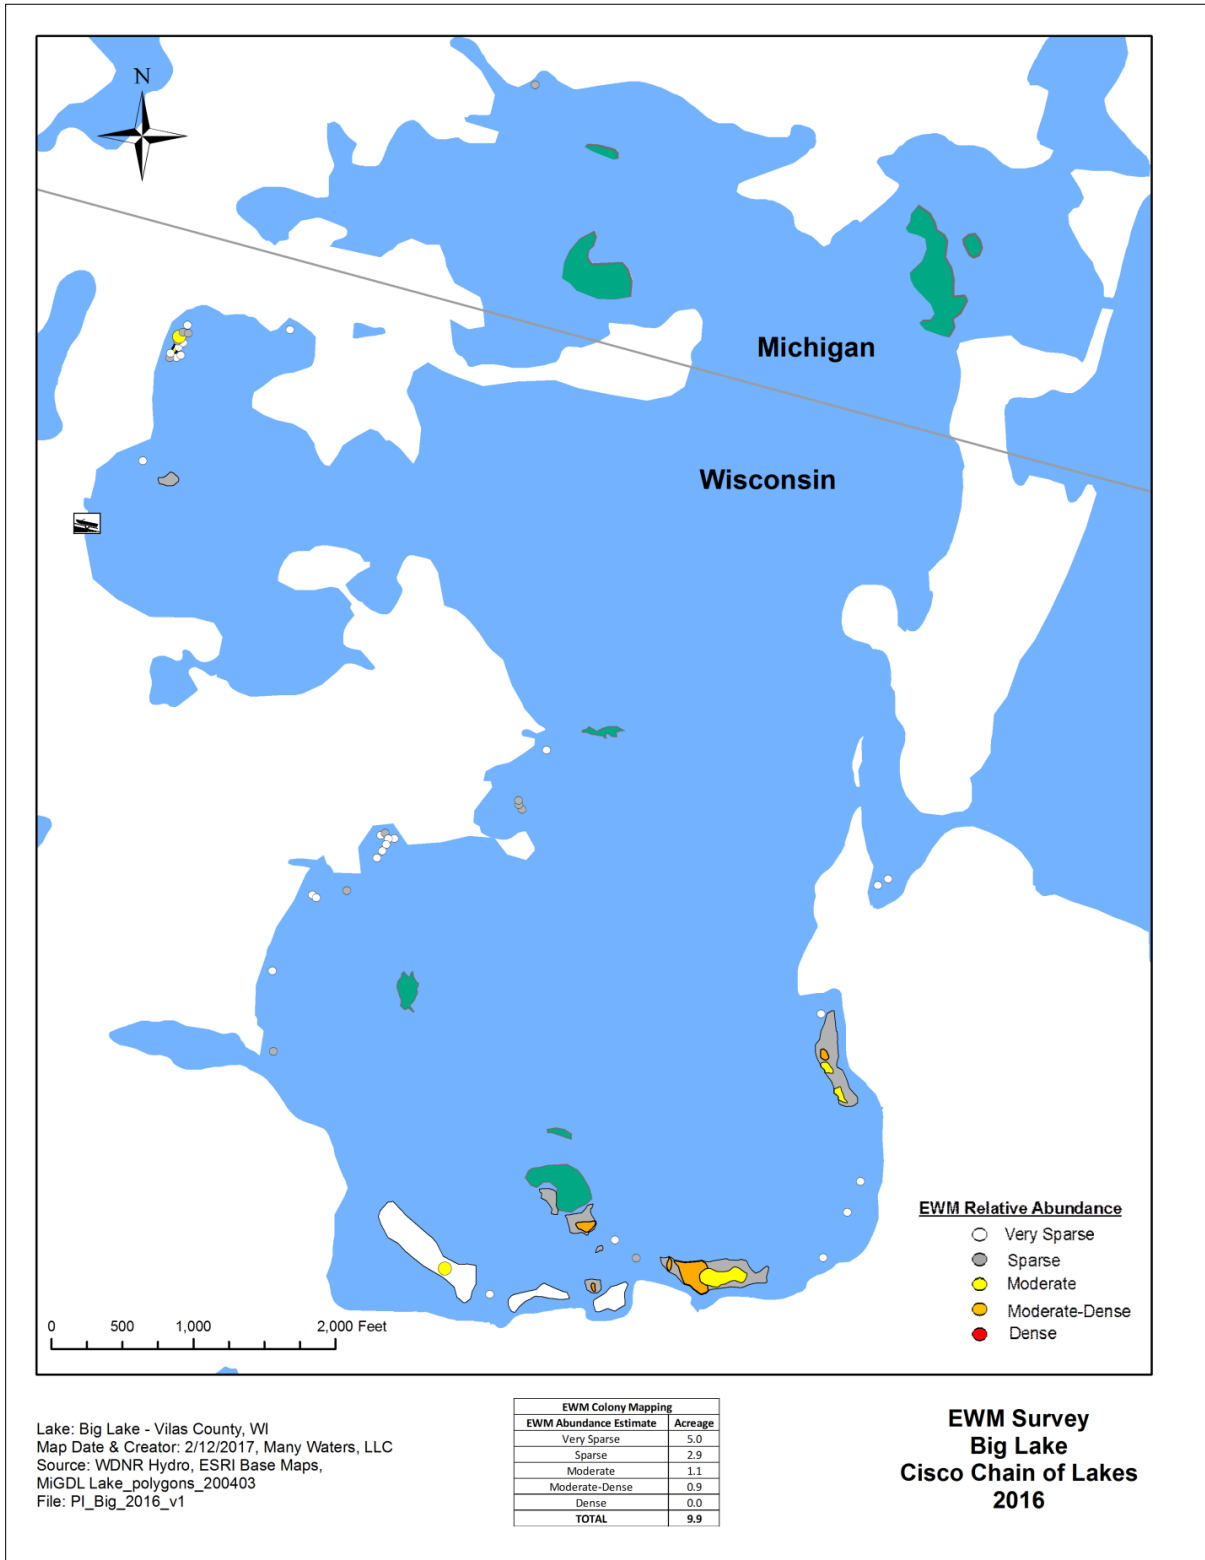 N
Michigan
Wisconsin
EWM Relative Abundance
Very Sparse
Sparse
Moderate
Moderate-Dense
Dense
0 500 1,000 2,000 Feet
Lake: Big Lake - Vilas County, WI
Map Date & Creator: 2/12/2017, Many Waters, LLC
Source: WDNR Hydro, ESRI Base Maps,
MiGDL Lake_polygons_200403
File: PI_Big_2016_v1
EWM Colony Mapping
EWM Abundance Estimate Acreage
Very Sparse 5.0
Sparse 2.9
Moderate 1.1
Moderate-Dense 0.9
Dense 0.0
TOTAL 9.9
EWM Survey
Big Lake
Cisco Chain of Lakes
2016